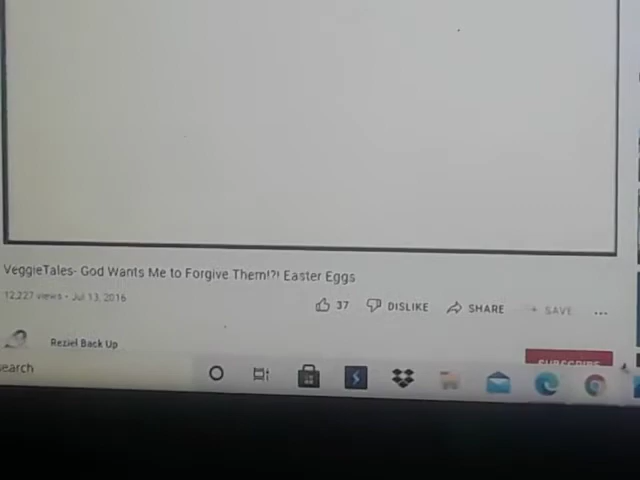 VeggieTales- God Wants Me to Forgive Them!?! Easter Eggs
12,227 views • Jul 13, 2016
37 DISLIKE SHARE + SAVE ...
Reziel Back Up
SUBSCRIBE
earch